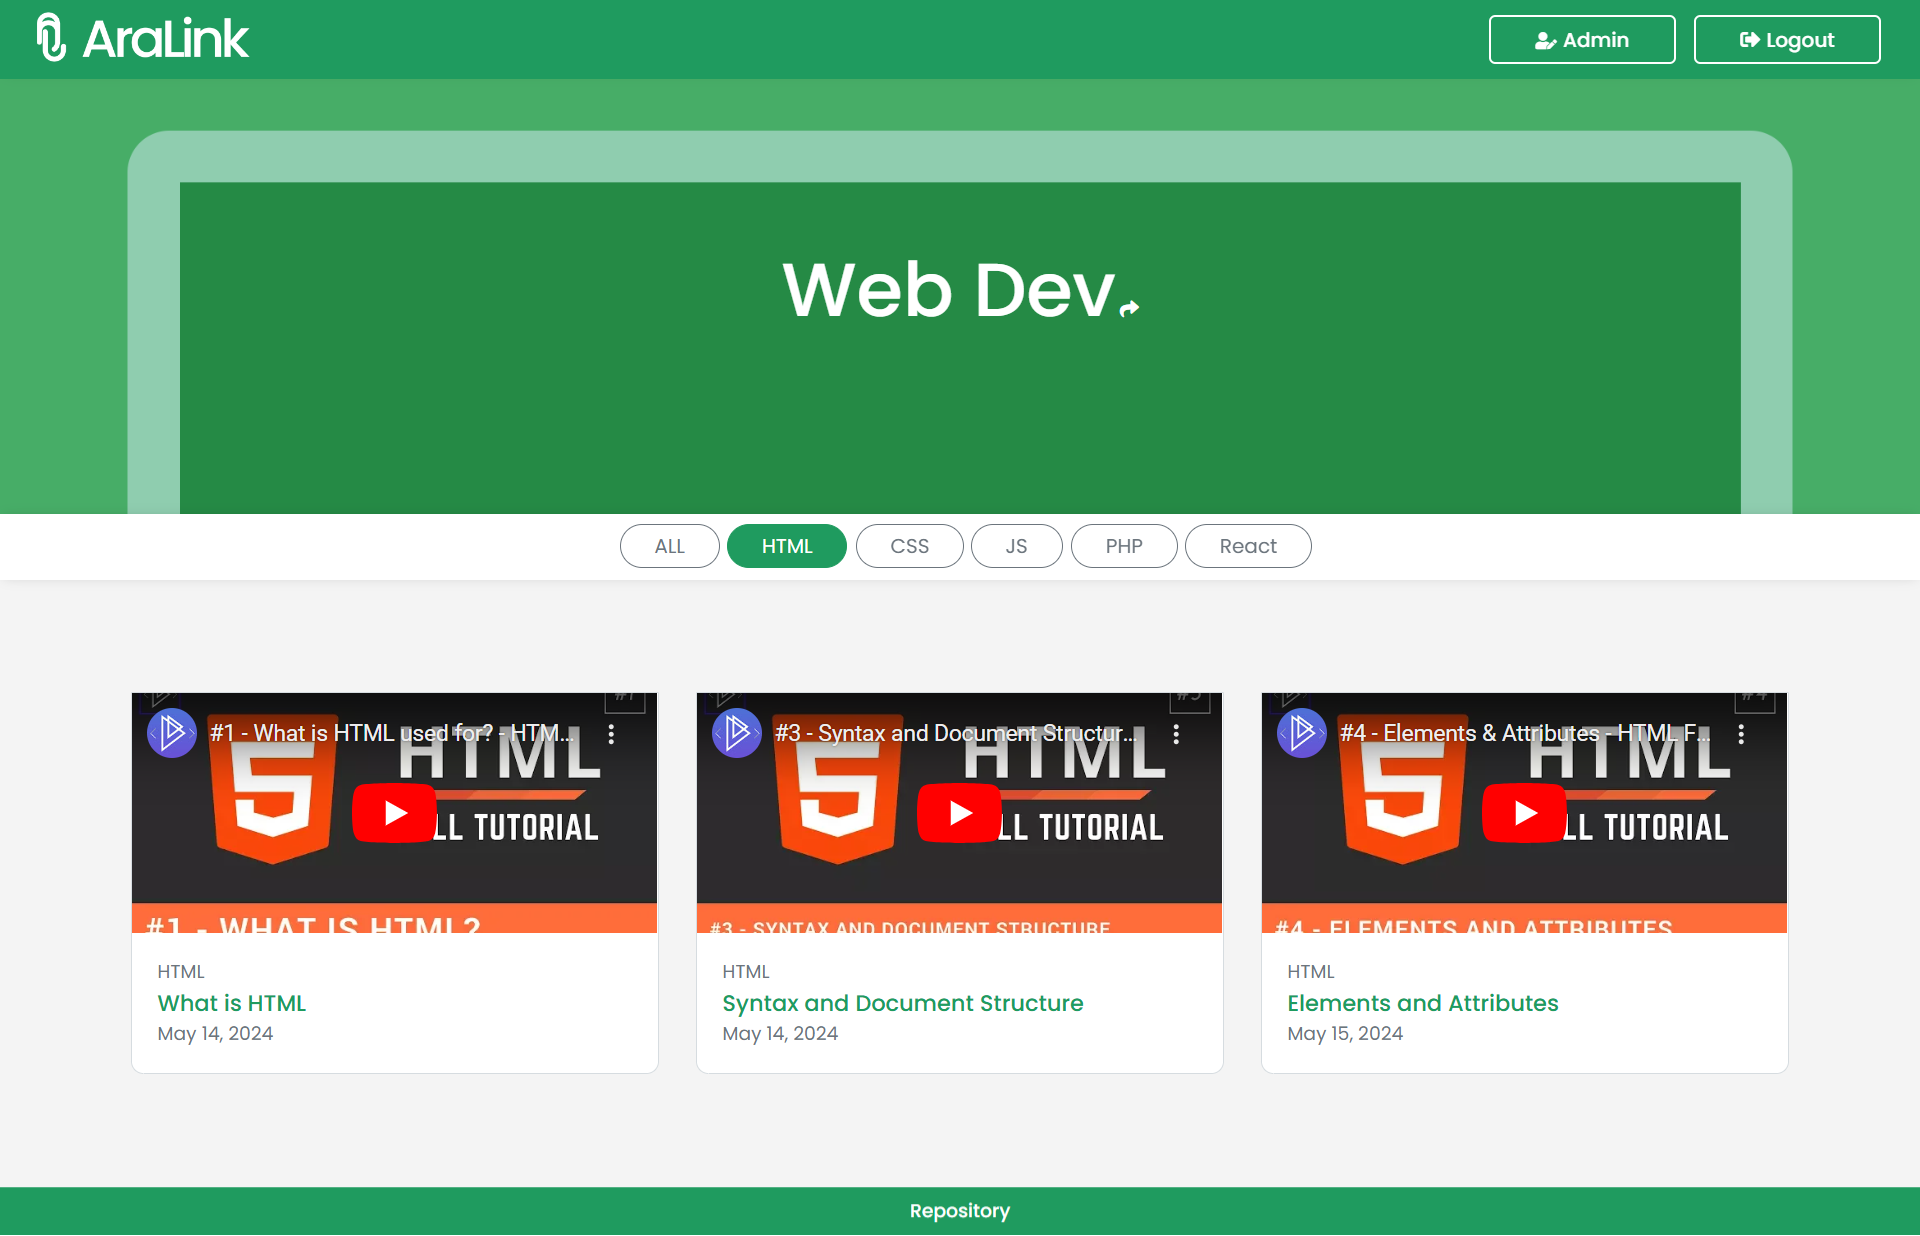 AraLink
Admin
Logout
Web Dev
ALL
HTML
CSS
JS
PHP
React
#1
#1 - What is HTML used for? - HTM...
HTML
LL TUTORIAL
#1 - WHAT IS HTML?
HTML
What is HTML
May 14, 2024
#3
#3 - Syntax and Document Structur...
HTML
LL TUTORIAL
#3 - SYNTAX AND DOCUMENT STRUCTURE
HTML
Syntax and Document Structure
May 14, 2024
#4
#4 - Elements & Attributes - HTML F...
HTML
LL TUTORIAL
#4 - ELEMENTS AND ATTRIBUTES
HTML
Elements and Attributes
May 15, 2024
Repository